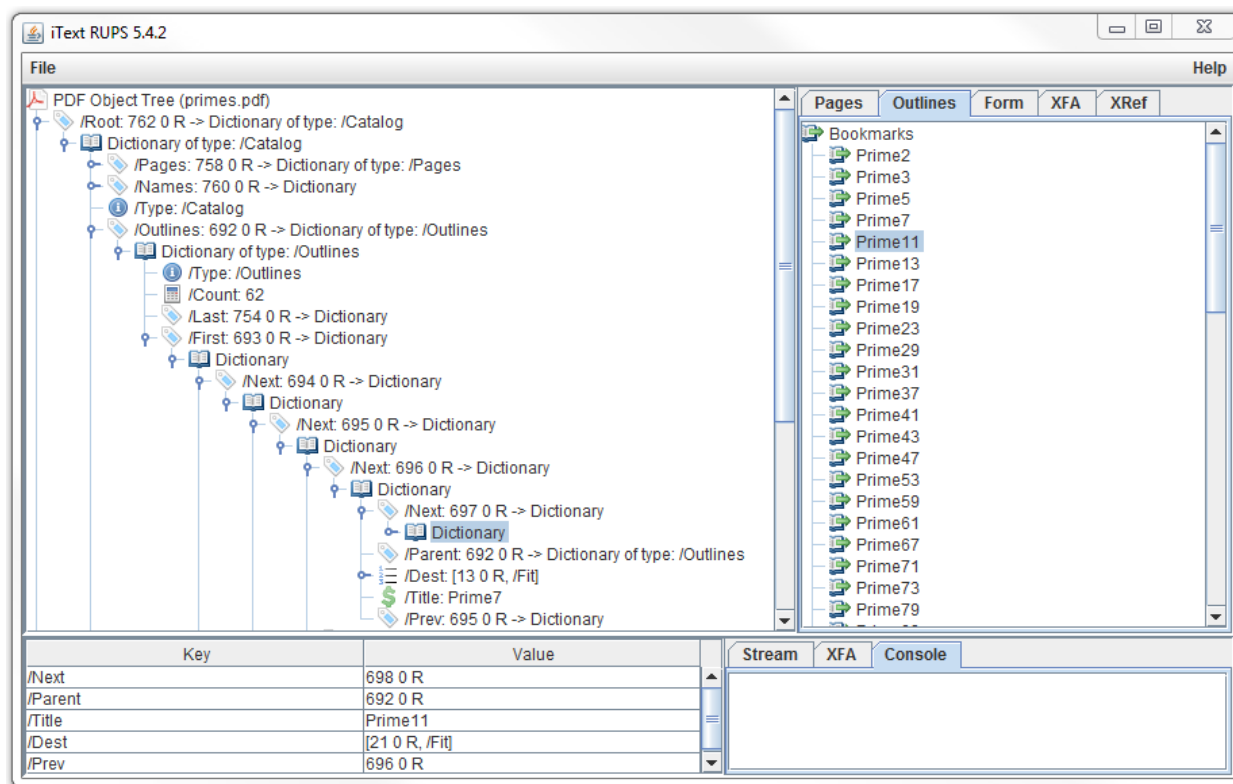 iText RUPS 5.4.2
File Help
PDF Object Tree (primes.pdf)
/Root: 762 0 R -> Dictionary of type: /Catalog
Dictionary of type: /Catalog
/Pages: 758 0 R -> Dictionary of type: /Pages
/Names: 760 0 R -> Dictionary
/Type: /Catalog
/Outlines: 692 0 R -> Dictionary of type: /Outlines
Dictionary of type: /Outlines
/Type: /Outlines
/Count: 62
/Last: 754 0 R -> Dictionary
/First: 693 0 R -> Dictionary
Dictionary
/Next: 694 0 R -> Dictionary
Dictionary
/Next: 695 0 R -> Dictionary
Dictionary
/Next: 696 0 R -> Dictionary
Dictionary
/Next: 697 0 R -> Dictionary
Dictionary
/Parent: 692 0 R -> Dictionary of type: /Outlines
/Dest: [13 0 R, /Fit]
/Title: Prime7
/Prev: 695 0 R -> Dictionary
Pages Outlines Form XFA XRef
Bookmarks
Prime2
Prime3
Prime5
Prime7
Prime11
Prime13
Prime17
Prime19
Prime23
Prime29
Prime31
Prime37
Prime41
Prime43
Prime47
Prime53
Prime59
Prime61
Prime67
Prime71
Prime73
Prime79
Key Value
/Next 698 0 R
/Parent 692 0 R
/Title Prime11
/Dest [21 0 R, /Fit]
/Prev 696 0 R
Stream XFA Console